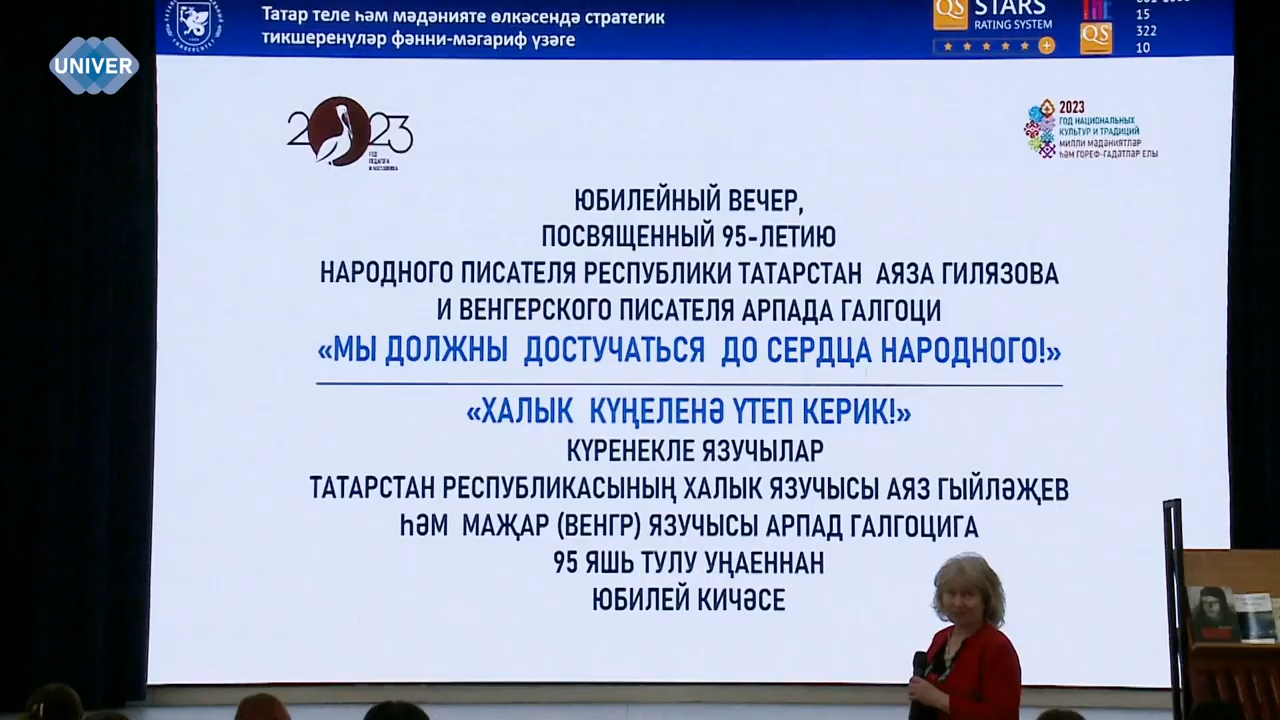 Татар теле һәм мәдәнияте өлкәсендә стратегик
тикшеренүләр фәнни-мәгариф үзәге
QS STARS
RATING SYSTEM
15
QS
322
10
UNIVER
2023
ГОД
ПЕДАГОГА
И НАСТАВНИКА
2023
ГОД НАЦИОНАЛЬНЫХ
КУЛЬТУР И ТРАДИЦИЙ
МИЛЛИ МӘДӘНИЯТЛӘР
ҺӘМ ГОРЕФ-ГАДӘТЛӘР ЕЛЫ
ЮБИЛЕЙНЫЙ ВЕЧЕР,
ПОСВЯЩЕННЫЙ 95-ЛЕТИЮ
НАРОДНОГО ПИСАТЕЛЯ РЕСПУБЛИКИ ТАТАРСТАН АЯЗА ГИЛЯЗОВА
И ВЕНГЕРСКОГО ПИСАТЕЛЯ АРПАДА ГАЛГОЦИ
«МЫ ДОЛЖНЫ ДОСТУЧАТЬСЯ ДО СЕРДЦА НАРОДНОГО!»
«ХАЛЫК КҮҢЕЛЕНӘ ҮТЕП КЕРИК!»
КҮРЕНЕКЛЕ ЯЗУЧЫЛАР
ТАТАРСТАН РЕСПУБЛИКАСЫНЫҢ ХАЛЫК ЯЗУЧЫСЫ АЯЗ ГЫЙЛӘҖЕВ
ҺӘМ МАҖАР (ВЕНГР) ЯЗУЧЫСЫ АРПАД ГАЛГОЦИГА
95 ЯШЬ ТУЛУ УҢАЕННАН
ЮБИЛЕЙ КИЧӘСЕ